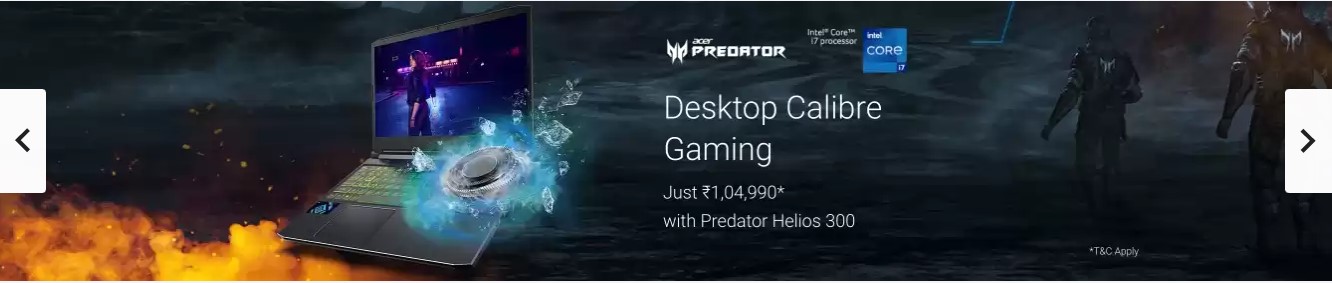 acer
PREDATOR
Intel® Core™
i7 processor
intel
CORE
i7
Desktop Calibre
Gaming
Just ₹1,04,990*
with Predator Helios 300
*T&C Apply